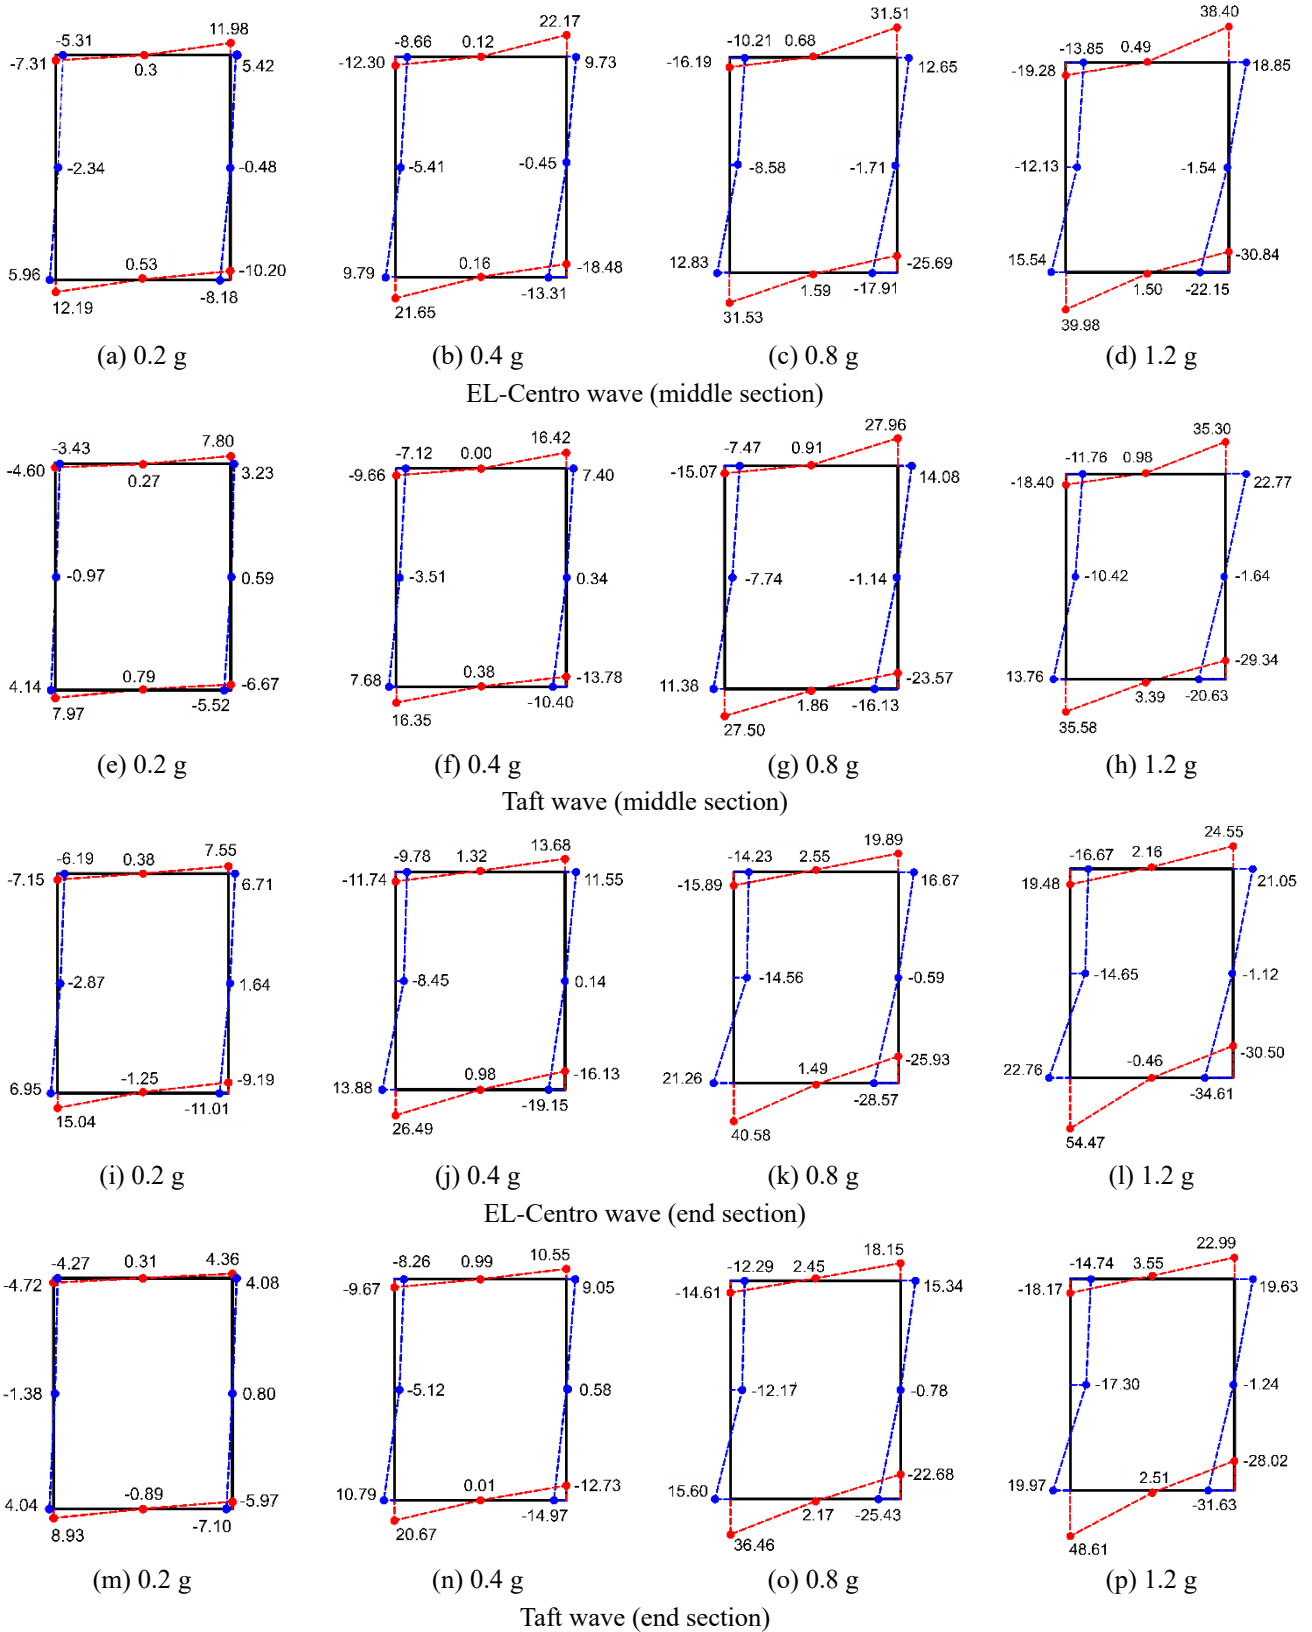 -5.31 11.98 -8.66 0.12 22.17 -10.21 0.68 31.51 -13.85 0.49 38.40
-7.31 0.3 5.42 -12.30 9.73 -16.19 12.65 -19.28 18.85
-2.34 -0.48 -5.41 -0.45 -8.58 -1.71 -12.13 -1.54
5.96 0.53 -10.20 9.79 0.16 -18.48 12.83 -25.69 15.54 -30.84
12.19 -8.18 21.65 -13.31 31.53 1.59 -17.91 39.98 1.50 -22.15
(a) 0.2 g (b) 0.4 g (c) 0.8 g (d) 1.2 g
EL-Centro wave (middle section)
-3.43 7.80 -7.12 0.00 16.42 -7.47 0.91 27.96 -11.76 0.98 35.30
-4.60 0.27 3.23 -9.66 7.40 -15.07 14.08 -18.40 22.77
-0.97 0.59 -3.51 0.34 -7.74 -1.14 -10.42 -1.64
4.14 0.79 -6.67 7.68 0.38 -13.78 11.38 -23.57 13.76 -29.34
7.97 -5.52 16.35 -10.40 27.50 1.86 -16.13 35.58 3.39 -20.63
(e) 0.2 g (f) 0.4 g (g) 0.8 g (h) 1.2 g
Taft wave (middle section)
-6.19 0.38 7.55 -9.78 1.32 13.68 -14.23 2.55 19.89 -16.67 2.16 24.55
-7.15 6.71 -11.74 11.55 -15.89 16.67 19.48 21.05
-2.87 1.64 -8.45 0.14 -14.56 -0.59 -14.65 -1.12
6.95 -1.25 -9.19 13.88 0.98 -16.13 21.26 1.49 -25.93 22.76 -0.46 -30.50
15.04 -11.01 26.49 -19.15 40.58 -28.57 54.47 -34.61
(i) 0.2 g (j) 0.4 g (k) 0.8 g (l) 1.2 g
EL-Centro wave (end section)
-4.27 0.31 4.36 -8.26 0.99 10.55 -12.29 2.45 18.15 -14.74 3.55 22.99
-4.72 4.08 -9.67 9.05 -14.61 15.34 -18.17 19.63
-1.38 0.80 -5.12 0.58 -12.17 -0.78 -17.30 -1.24
4.04 -0.89 -5.97 10.79 0.01 -12.73 15.60 -22.68 19.97 2.51 -28.02
8.93 -7.10 20.67 -14.97 36.46 2.17 -25.43 48.61 -31.63
(m) 0.2 g (n) 0.4 g (o) 0.8 g (p) 1.2 g
Taft wave (end section)